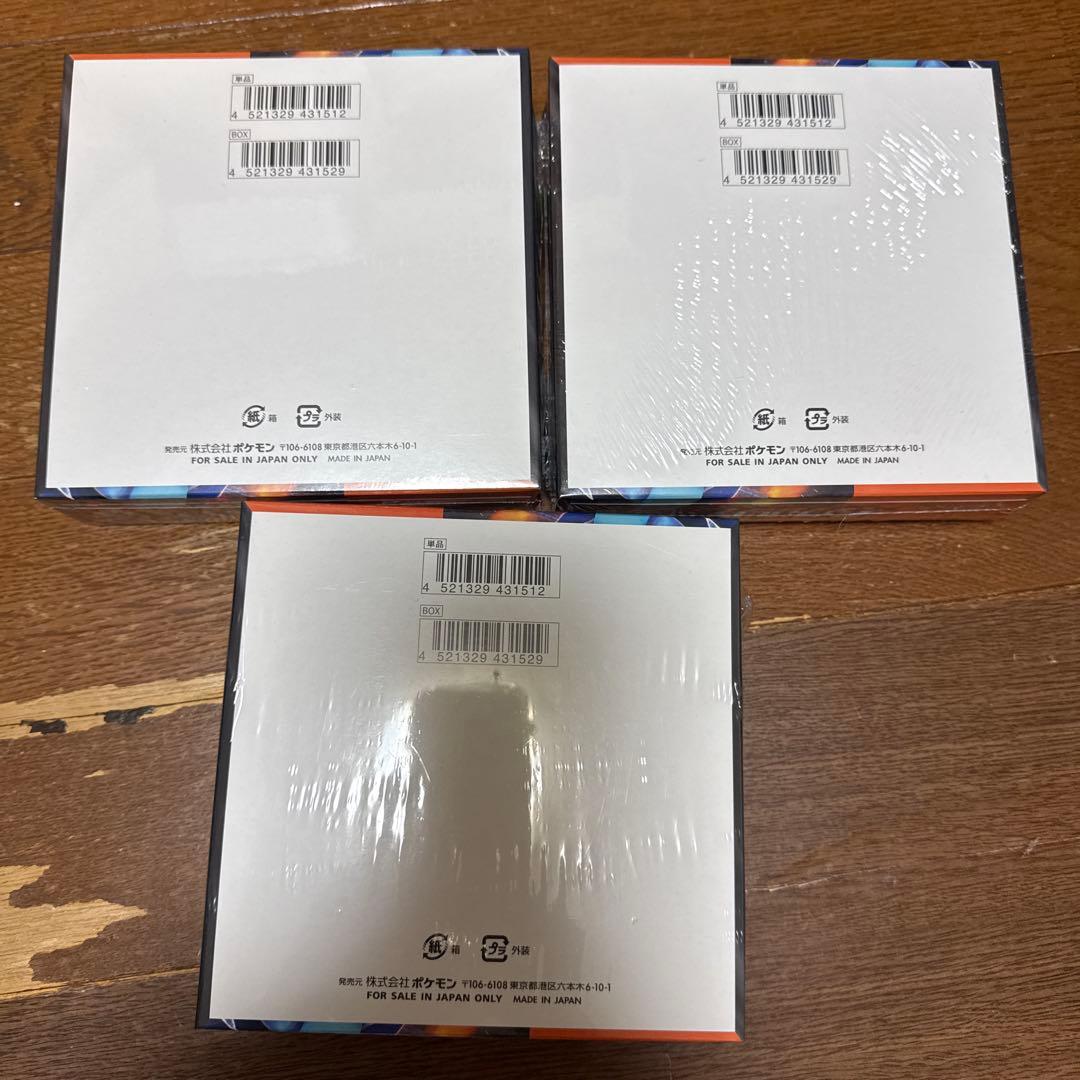 単品
4 521329 431512
BOX
4 521329 431529
紙 箱 プラ 外装
発売元 株式会社 ポケモン 〒106-6108 東京都港区六本木6-10-1
FOR SALE IN JAPAN ONLY MADE IN JAPAN
単品
4 521329 431512
BOX
4 521329 431529
紙 箱 プラ 外装
株式会社 ポケモン 〒106-6108 東京都港区六本木6-10-1
FOR SALE IN JAPAN ONLY MADE IN JAPAN
単品
4 521329 431512
BOX
4 521329 431529
紙 箱 プラ 外装
発売元 株式会社 ポケモン 〒106-6108 東京都港区六本木6-10-1
FOR SALE IN JAPAN ONLY MADE IN JAPAN